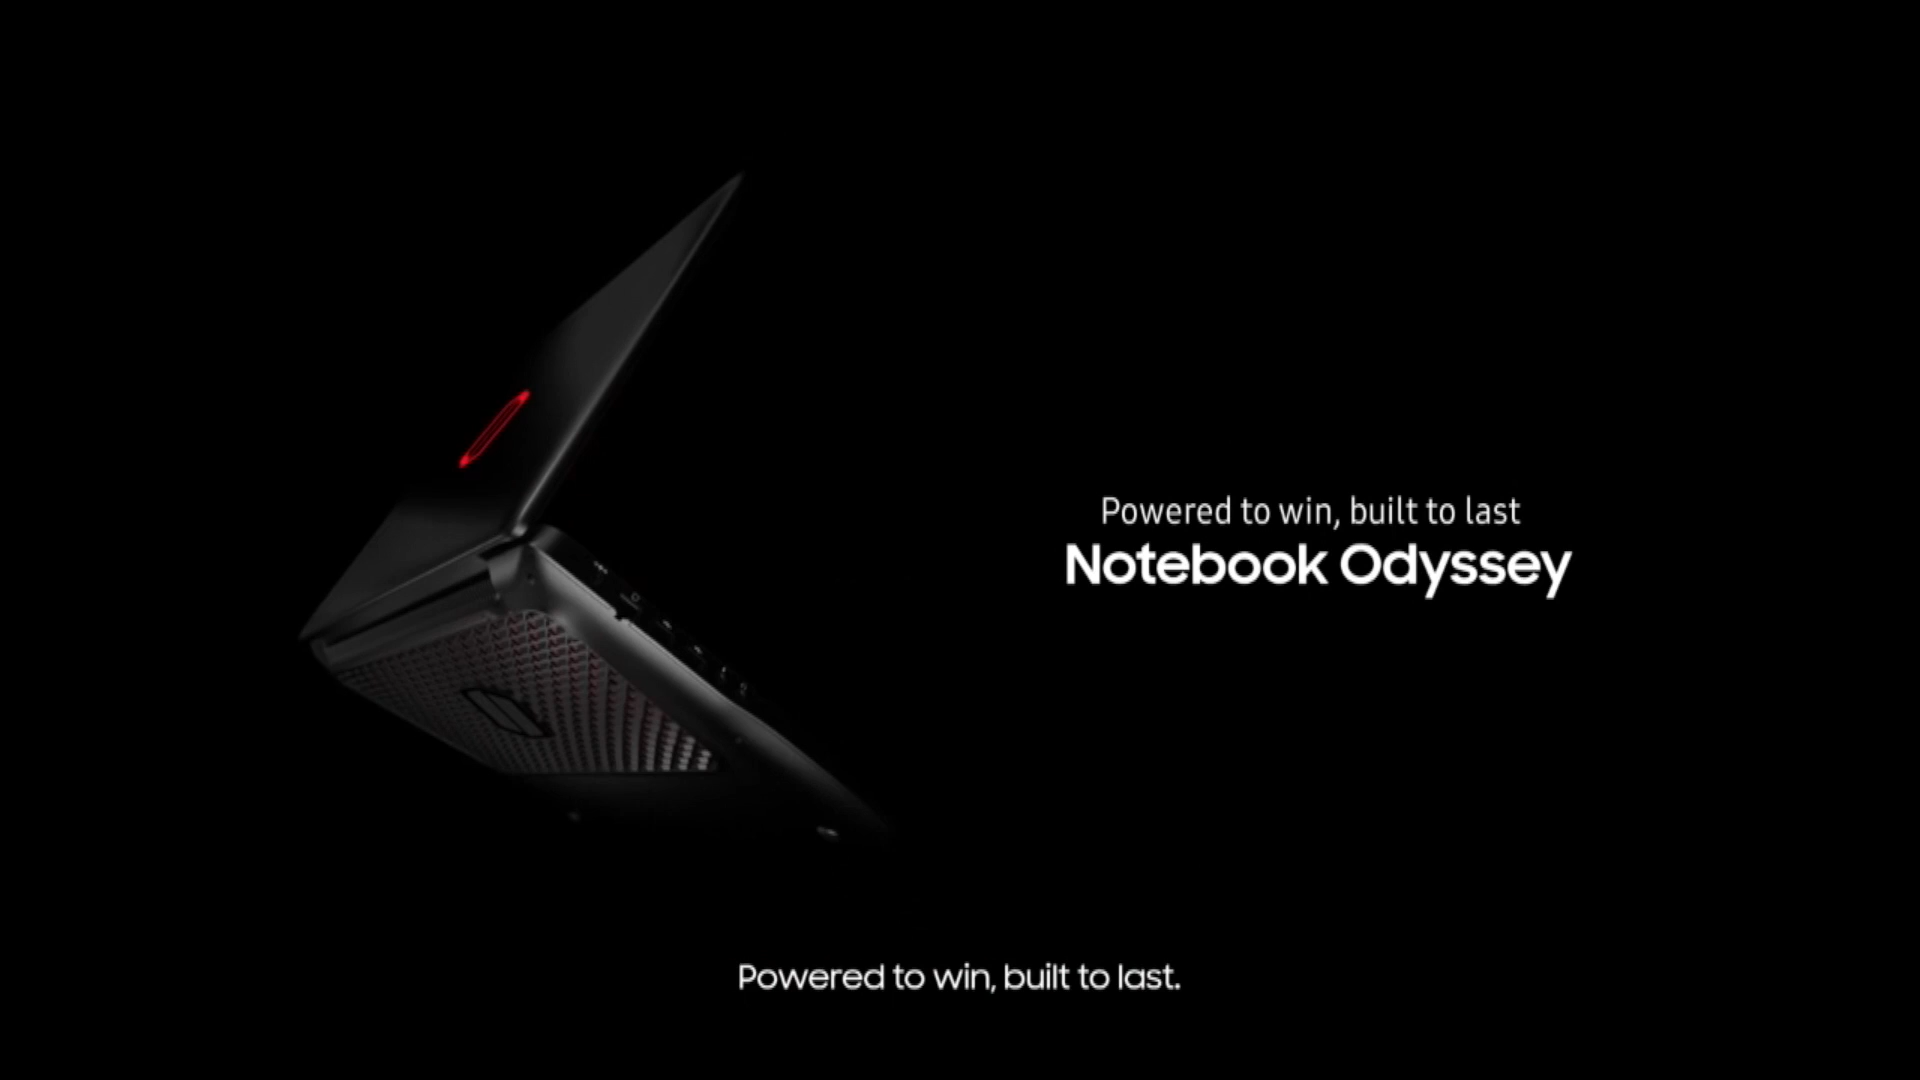 Powered to win, built to last
Notebook Odyssey
Powered to win, built to last.